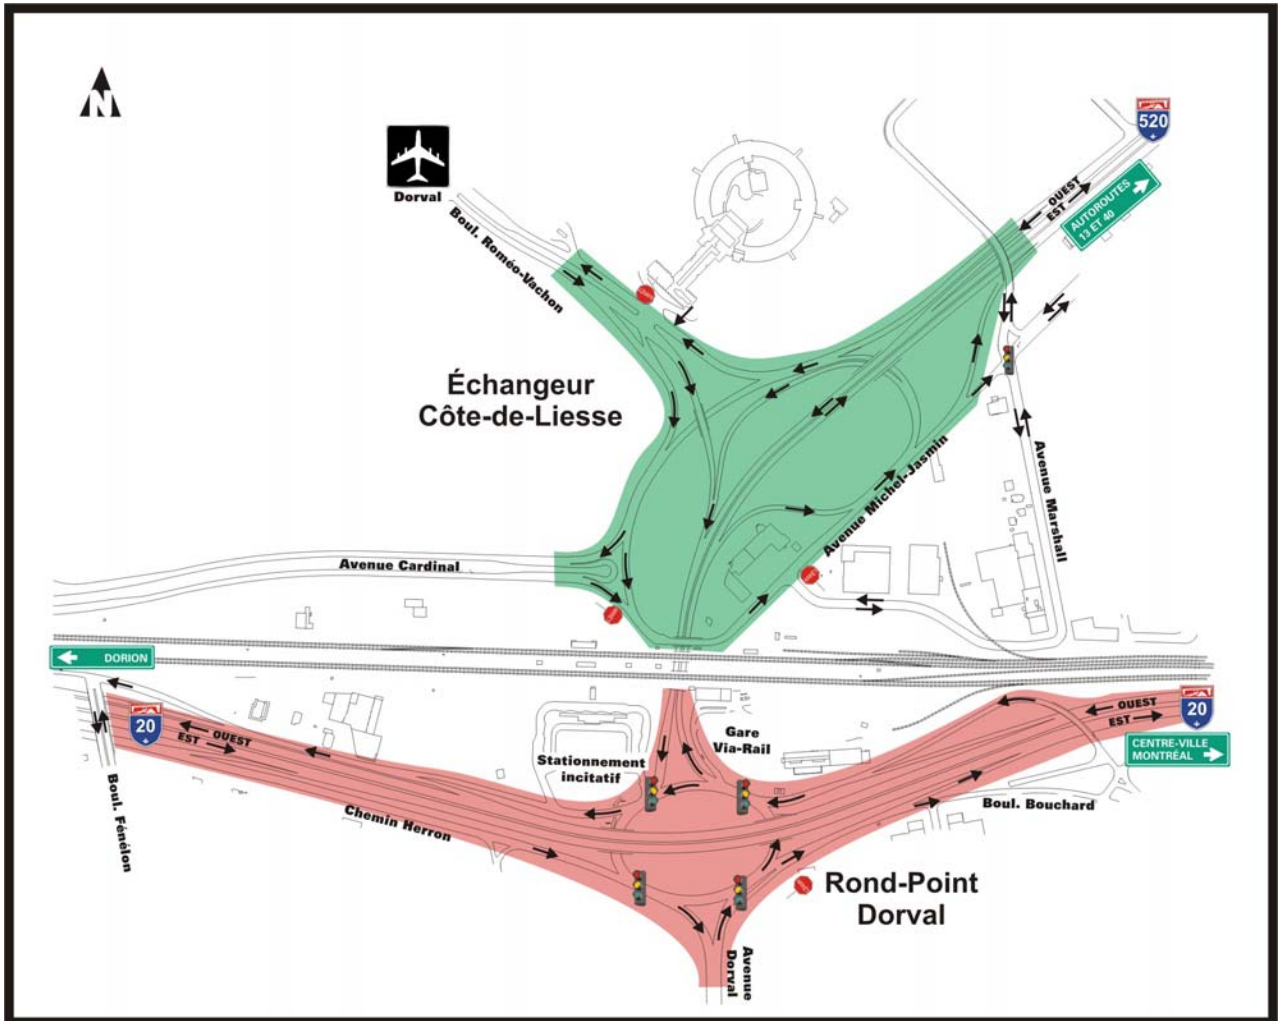 N
520
AUTOROUTES
13 ET 40
OUEST
EST
Dorval
Boul. Roméo-Vachon
Échangeur
Côte-de-Liesse
Avenue Michel-Jasmin
Avenue Marshall
Avenue Cardinal
DORION
20
OUEST
EST
20
OUEST
EST
CENTRE-VILLE
MONTRÉAL
Gare
Via-Rail
Stationnement
incitatif
Boul. Fénélon
Chemin Herron
Boul. Bouchard
Rond-Point
Dorval
Avenue
Dorval